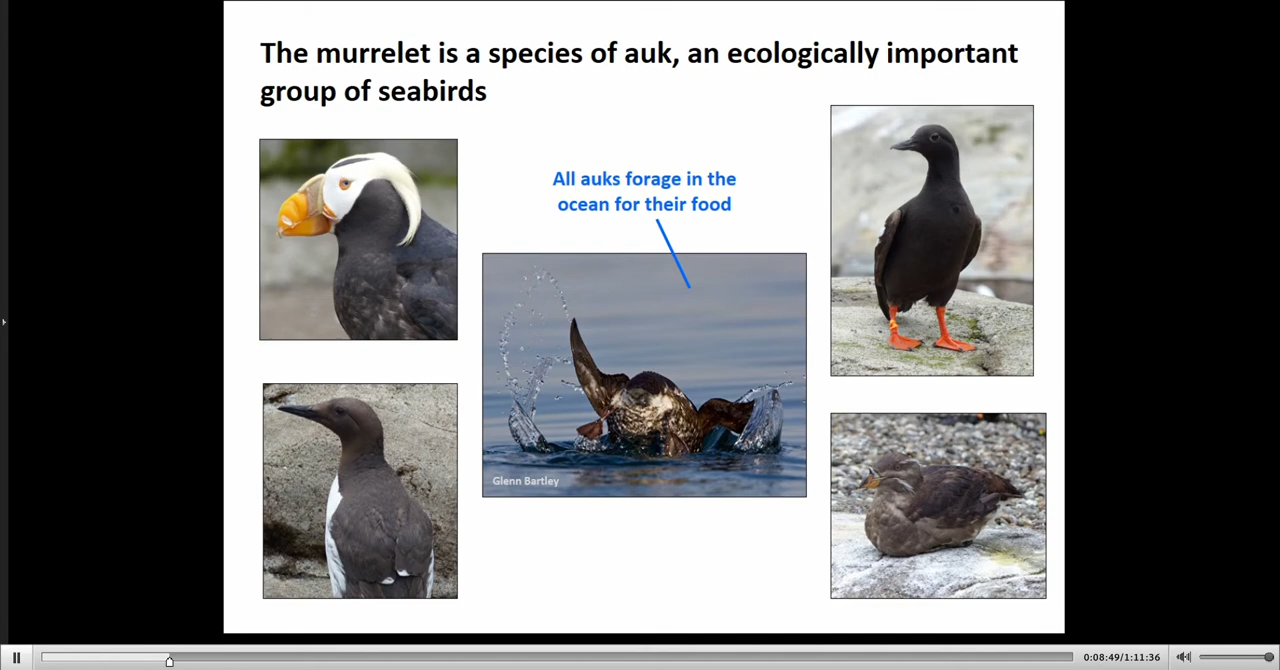 The murrelet is a species of auk, an ecologically important
group of seabirds
All auks forage in the
ocean for their food
Glenn Bartley
0:08:49/1:11:36